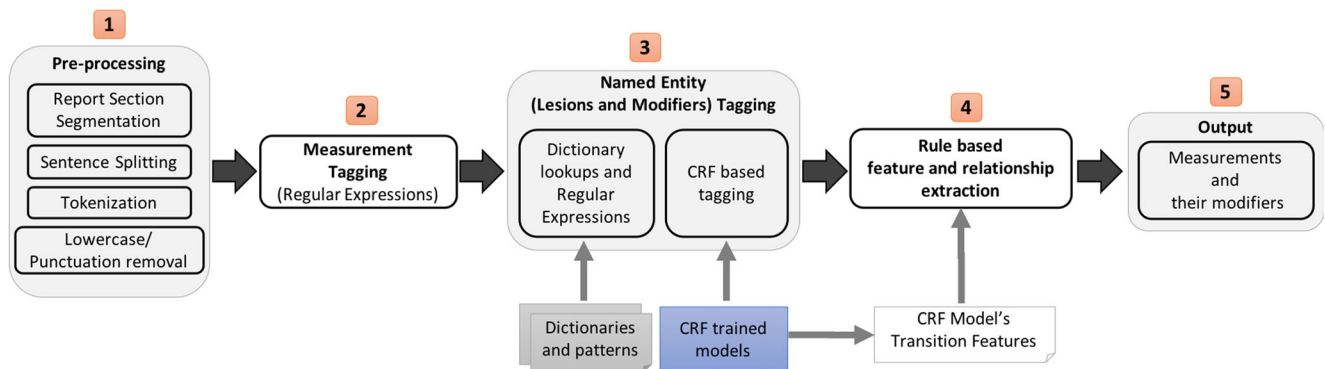 1
Pre-processing
Report Section
Segmentation
Sentence Splitting
Tokenization
Lowercase/
Punctuation removal
2
Measurement
Tagging
(Regular Expressions)
3
Named Entity
(Lesions and Modifiers) Tagging
Dictionary
lookups and
Regular
Expressions
CRF based
tagging
4
Rule based
feature and relationship
extraction
5
Output
Measurements
and
their modifiers
Dictionaries
and patterns
CRF trained
models
CRF Model's
Transition Features